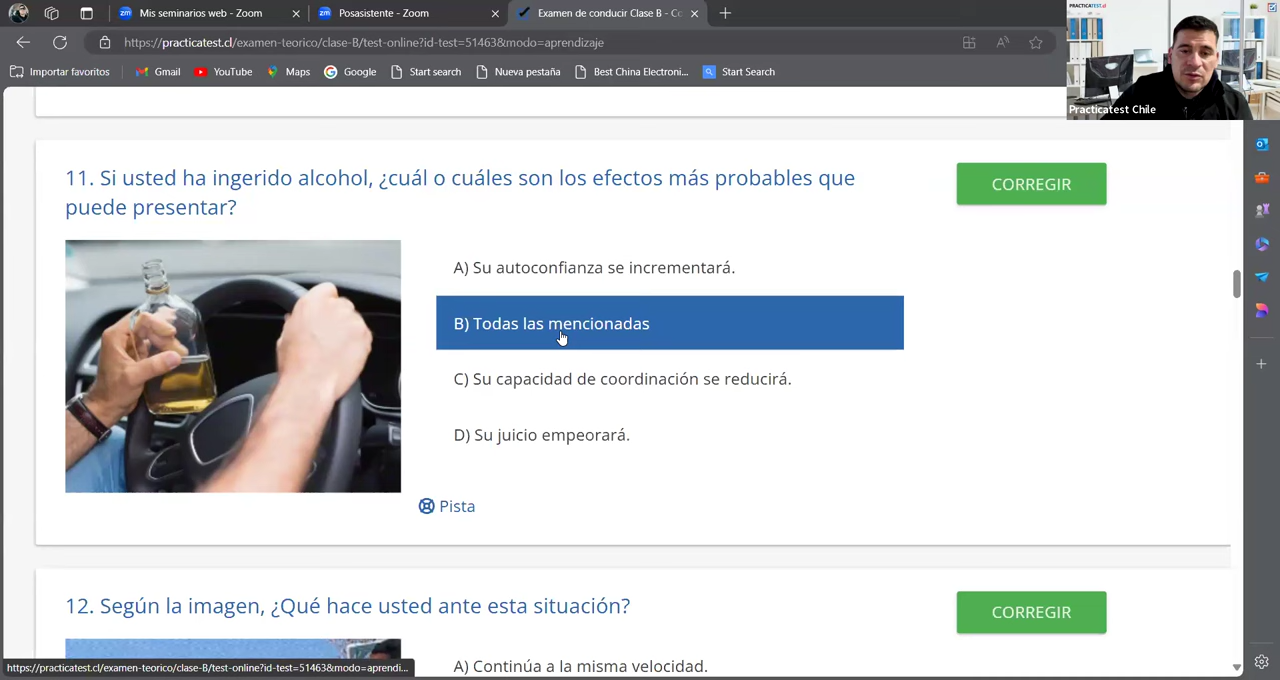 Mis seminarios web - Zoom
Posasistente - Zoom
Examen de conducir Clase B - Co
https://practicatest.cl/examen-teorico/clase-B/test-online?id-test=51463&modo=aprendizaje
Importar favoritos
Gmail
YouTube
Maps
Google
Start search
Nueva pestaña
Best China Electroni...
Start Search
PRACTICATEST.cl
Practicatest Chile
11. Si usted ha ingerido alcohol, ¿cuál o cuáles son los efectos más probables que
puede presentar?
CORREGIR
A) Su autoconfianza se incrementará.
B) Todas las mencionadas
C) Su capacidad de coordinación se reducirá.
D) Su juicio empeorará.
Pista
12. Según la imagen, ¿Qué hace usted ante esta situación?
CORREGIR
A) Continúa a la misma velocidad.
https://practicatest.cl/examen-teorico/clase-B/test-online?id-test=51463&modo=aprendi...